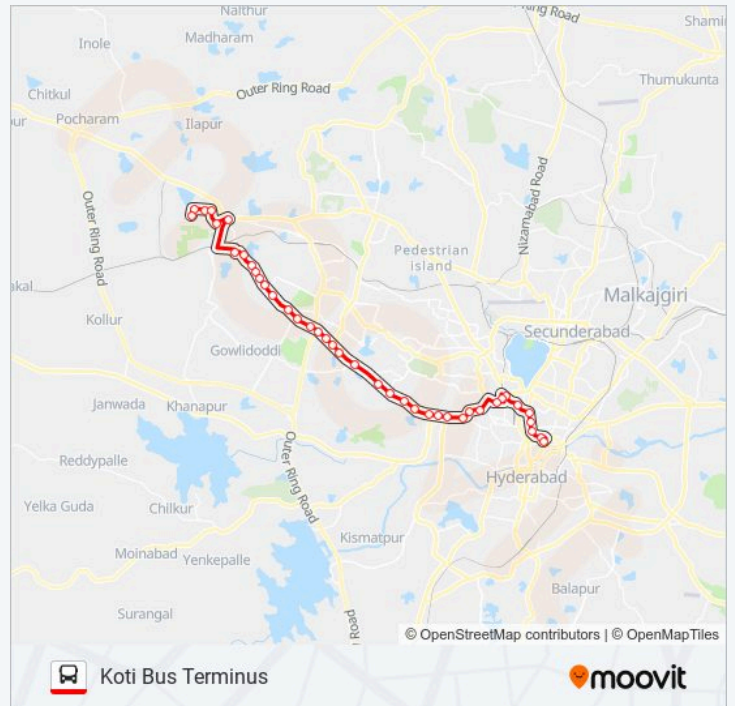 Nalthur
Inole
Madharam
Ring Road
Shami
Outer Ring Road
Thumukunta
Chitkul
Ilapur
Pocharam
Nizamabad Road
Outer Ring Road
Pedestrian
island
Malkajgiri
Kollur
Secunderabad
Gowlidoddi
Janwada
Khanapur
Reddypalle
Outer Ring Road
Hyderabad
Yelka Guda
Chilkur
Kismatpur
Moinabad
Yenkepalle
Balapur
Surangal
Road
© OpenStreetMap contributors | © OpenMapTiles
Koti Bus Terminus
moovit